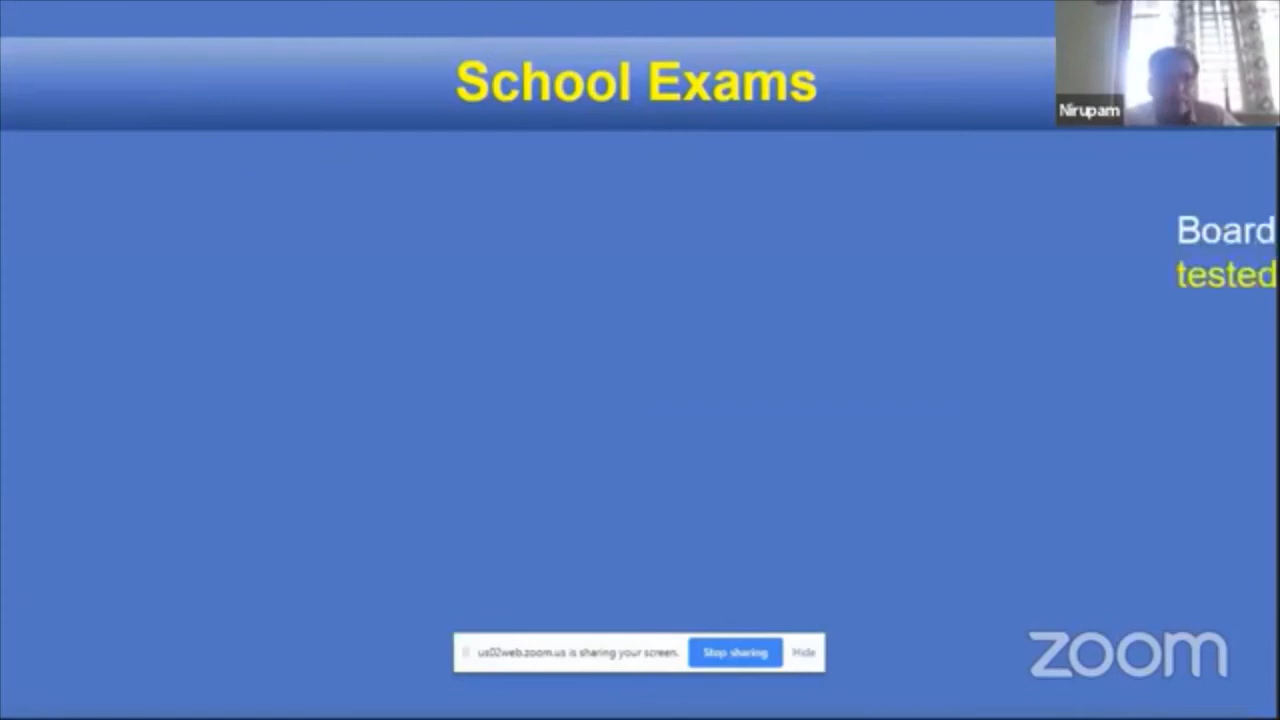 School Exams
Nirupam
Board
tested
us02web.zoom.us is sharing your screen.
Stop sharing
Hide
zoom